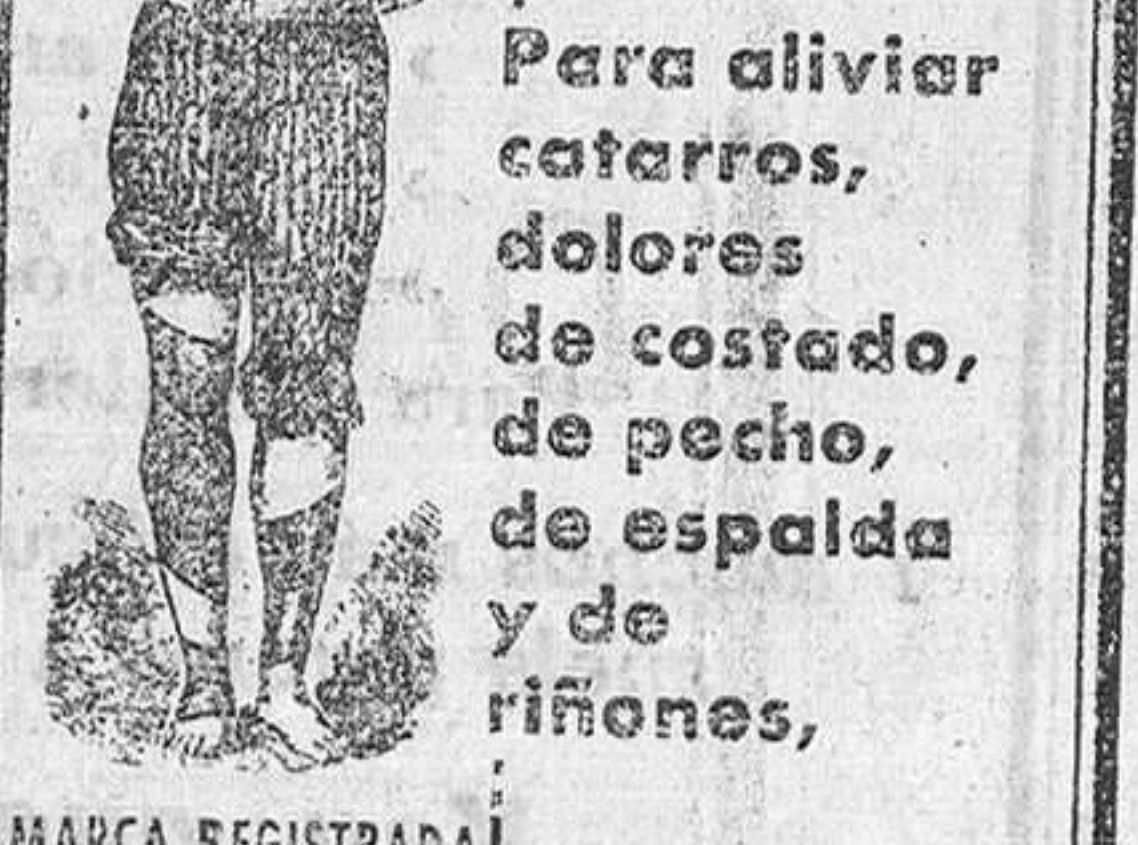 Para aliviar
catarros,
dolores
de costado,
de pecho,
de espalda
y de
riñones,
MARCA REGISTRADA